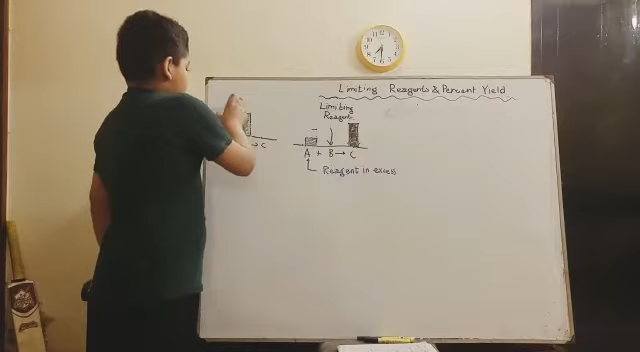 Limiting Reagents & Percent Yield
Limiting
Reagent.
→ C
A + B → C
Reagent in excess